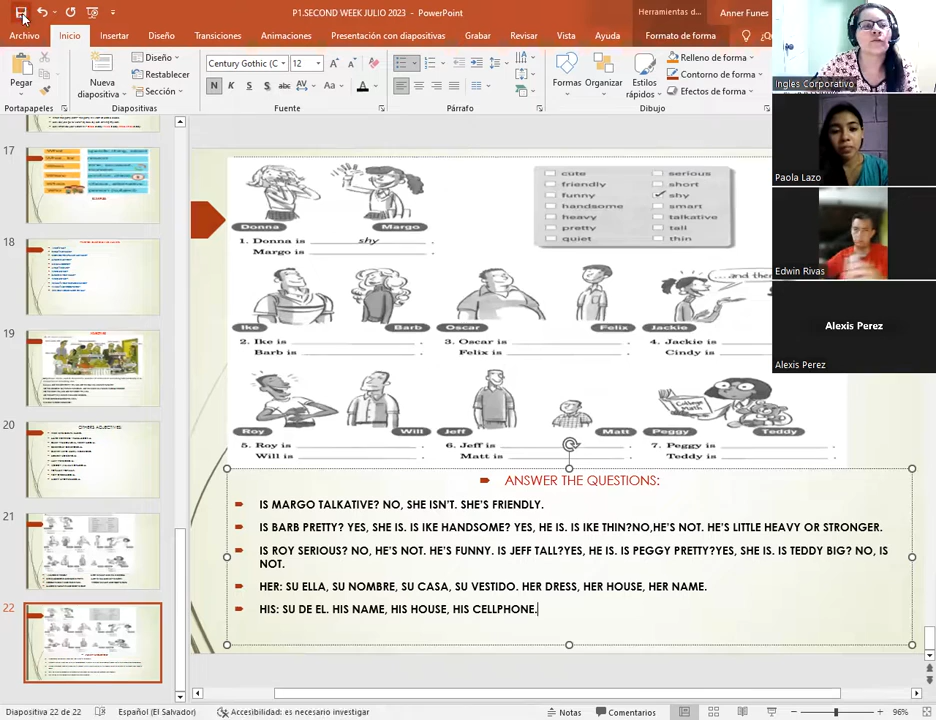 P1.SECOND WEEK JULIO 2023 - PowerPoint
Herramientas d...
Anner Funes
Archivo
Inicio
Insertar
Diseño
Transiciones
Animaciones
Presentación con diapositivas
Grabar
Revisar
Vista
Ayuda
Formato de forma
Pegar
Nueva diapositiva
Diseño
Restablecer
Sección
Century Gothic (C
12
N
K
S
abc
AV
Aa
A
Formas
Organizar
Estilos rápidos
Relleno de forma
Contorno de forma
Efectos de forma
Portapapeles
Diapositivas
Fuente
Párrafo
Dibujo
Ingles Corporativo
Paola Lazo
Edwin Rivas
Alexis Perez
Alexis Perez
17
18
19
20
21
22
cute
friendly
funny
handsome
heavy
pretty
quiet
serious
short
shy
smart
talkative
tall
thin
Donna
Margo
1. Donna is shy
Margo is
...and the
Ike
Barb
Oscar
Felix
Jackie
2. Ike is
Barb is
3. Oscar is
Felix is
4. Jackie is
Cindy is
College Math
Roy
Will
Jeff
Matt
Peggy
Teddy
5. Roy is
Will is
6. Jeff is
Matt is
7. Peggy is
Teddy is
ANSWER THE QUESTIONS:
IS MARGO TALKATIVE? NO, SHE ISN'T. SHE'S FRIENDLY.
IS BARB PRETTY? YES, SHE IS. IS IKE HANDSOME? YES, HE IS. IS IKE THIN?NO,HE'S NOT. HE'S LITTLE HEAVY OR STRONGER.
IS ROY SERIOUS? NO, HE'S NOT. HE'S FUNNY. IS JEFF TALL?YES, HE IS. IS PEGGY PRETTY?YES, SHE IS. IS TEDDY BIG? NO, IS
NOT.
HER: SU ELLA, SU NOMBRE, SU CASA, SU VESTIDO. HER DRESS, HER HOUSE, HER NAME.
HIS: SU DE EL. HIS NAME, HIS HOUSE, HIS CELLPHONE.
Diapositiva 22 de 22
Español (El Salvador)
Accesibilidad: es necesario investigar
Notas
Comentarios
96%